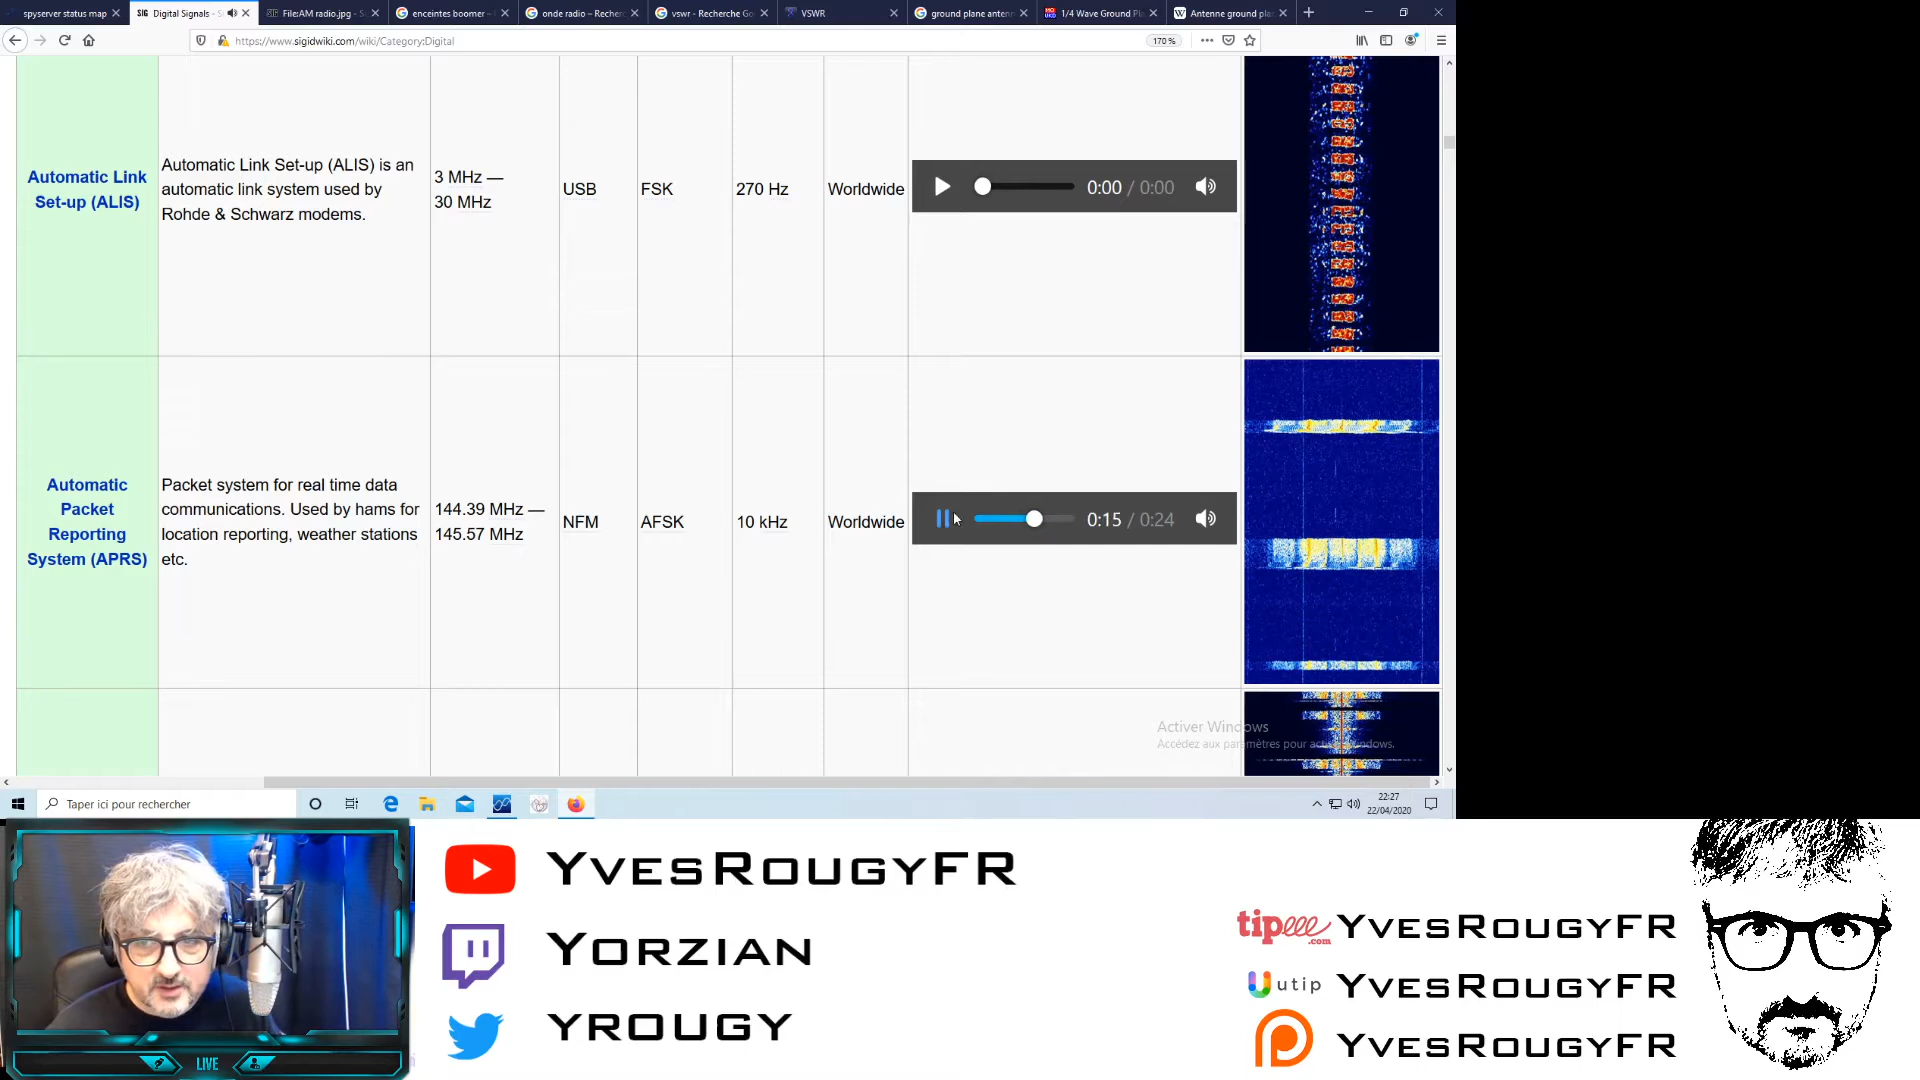 spyserver status map
SIG Digital Signals - S
SIG File:AM radio.jpg - S
enceintes boomer –
onde radio – Recherc
vswr - Recherche Go
VSWR
ground plane antenn
1/4 Wave Ground Pla
W Antenne ground pla
https://www.sigidwiki.com/wiki/Category:Digital
170 %
Automatic Link
Set-up (ALIS)
Automatic Link Set-up (ALIS) is an
automatic link system used by
Rohde & Schwarz modems.
3 MHz —
30 MHz
USB
FSK
270 Hz
Worldwide
0:00 / 0:00
Automatic
Packet
Reporting
System (APRS)
Packet system for real time data
communications. Used by hams for
location reporting, weather stations
etc.
144.39 MHz —
145.57 MHz
NFM
AFSK
10 kHz
Worldwide
0:15 / 0:24
Activer Windows
Accédez aux paramètres pour activer Windows.
Taper ici pour rechercher
22:27
22/04/2020
LIVE
YvesRougyFR
Yorzian
YROUGY
tipeee.com YvesRougyFR
utip YvesRougyFR
YvesRougyFR